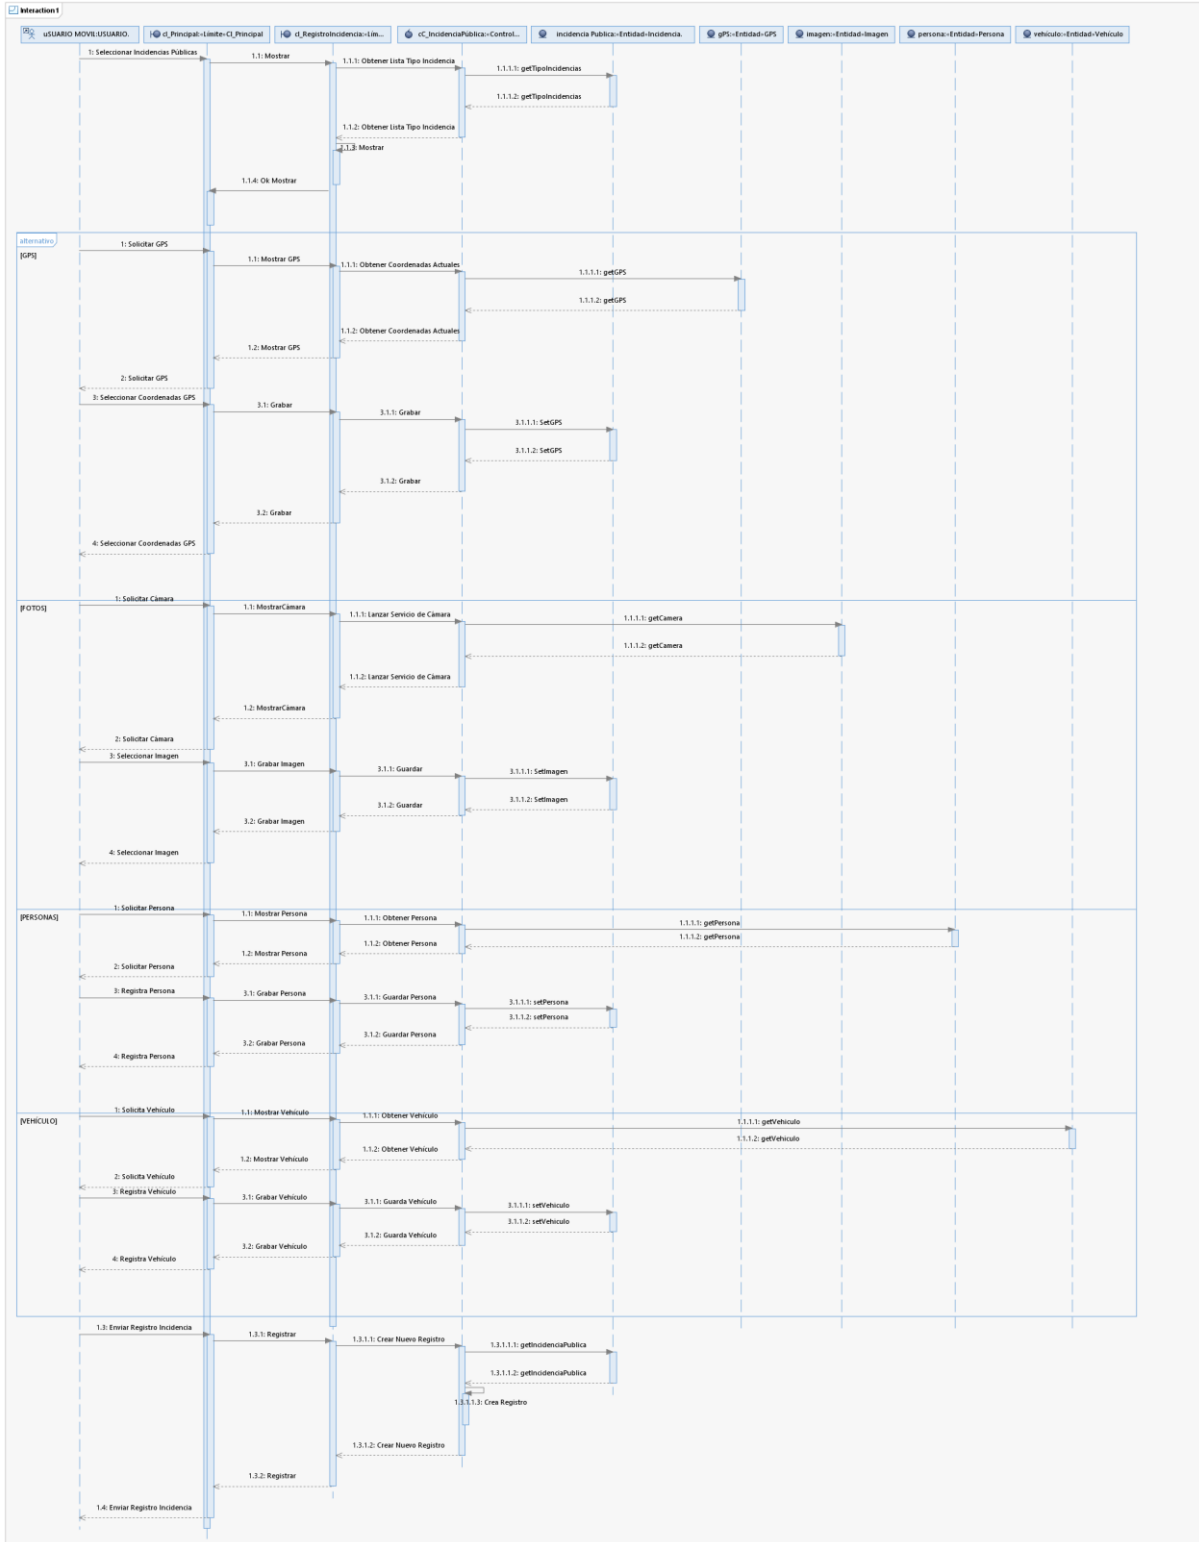 Interaction1
uSUARIO MOVIL:USUARIO.
cI_Principal:«Límite»CI_Principal
cI_RegistroIncidencia:«Lím...
cC_IncidenciaPública:«Control...
incidencia Publica:«Entidad»Incidencia.
gPS:«Entidad»GPS
imagen:«Entidad»Imagen
persona:«Entidad»Persona
vehículo:«Entidad»Vehículo
1: Seleccionar Incidencias Públicas
1.1: Mostrar
1.1.1: Obtener Lista Tipo Incidencia
1.1.1.1: getTipoIncidencias
1.1.1.2: getTipoIncidencias
1.1.2: Obtener Lista Tipo Incidencia
1.1.3: Mostrar
1.1.4: Ok Mostrar
alternativo
[GPS]
1: Solicitar GPS
1.1: Mostrar GPS
1.1.1: Obtener Coordenadas Actuales
1.1.1.1: getGPS
1.1.1.2: getGPS
1.1.2: Obtener Coordenadas Actuales
1.2: Mostrar GPS
2: Solicitar GPS
3: Seleccionar Coordenadas GPS
3.1: Grabar
3.1.1: Grabar
3.1.1.1: SetGPS
3.1.1.2: SetGPS
3.1.2: Grabar
3.2: Grabar
4: Seleccionar Coordenadas GPS
[FOTOS]
1: Solicitar Cámara
1.1: MostrarCámara
1.1.1: Lanzar Servicio de Cámara
1.1.1.1: getCamera
1.1.1.2: getCamera
1.1.2: Lanzar Servicio de Cámara
1.2: MostrarCámara
2: Solicitar Cámara
3: Seleccionar Imagen
3.1: Grabar Imagen
3.1.1: Guardar
3.1.1.1: SetImagen
3.1.1.2: SetImagen
3.1.2: Guardar
3.2: Grabar Imagen
4: Seleccionar Imagen
[PERSONAS]
1: Solicitar Persona
1.1: Mostrar Persona
1.1.1: Obtener Persona
1.1.1.1: getPersona
1.1.1.2: getPersona
1.1.2: Obtener Persona
1.2: Mostrar Persona
2: Solicitar Persona
3: Registra Persona
3.1: Grabar Persona
3.1.1: Guardar Persona
3.1.1.1: setPersona
3.1.1.2: setPersona
3.1.2: Guardar Persona
3.2: Grabar Persona
4: Registra Persona
[VEHÍCULO]
1: Solicita Vehículo
1.1: Mostrar Vehículo
1.1.1: Obtener Vehículo
1.1.1.1: getVehiculo
1.1.1.2: getVehiculo
1.1.2: Obtener Vehículo
1.2: Mostrar Vehículo
2: Solicita Vehículo
3: Registra Vehículo
3.1: Grabar Vehículo
3.1.1: Guarda Vehículo
3.1.1.1: setVehiculo
3.1.1.2: setVehiculo
3.1.2: Guarda Vehículo
3.2: Grabar Vehículo
4: Registra Vehículo
1.3: Enviar Registro Incidencia
1.3.1: Registrar
1.3.1.1: Crear Nuevo Registro
1.3.1.1.1: getIncidenciaPublica
1.3.1.1.2: getIncidenciaPublica
1.3.1.1.3: Crea Registro
1.3.1.2: Crear Nuevo Registro
1.3.2: Registrar
1.4: Enviar Registro Incidencia